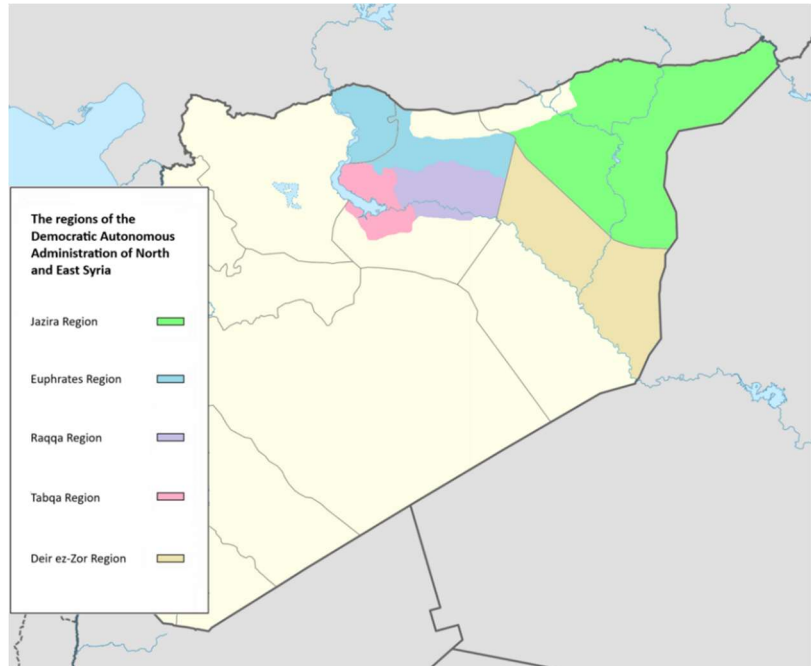 The regions of the
Democratic Autonomous
Administration of North
and East Syria
Jazira Region
Euphrates Region
Raqqa Region
Tabqa Region
Deir ez-Zor Region